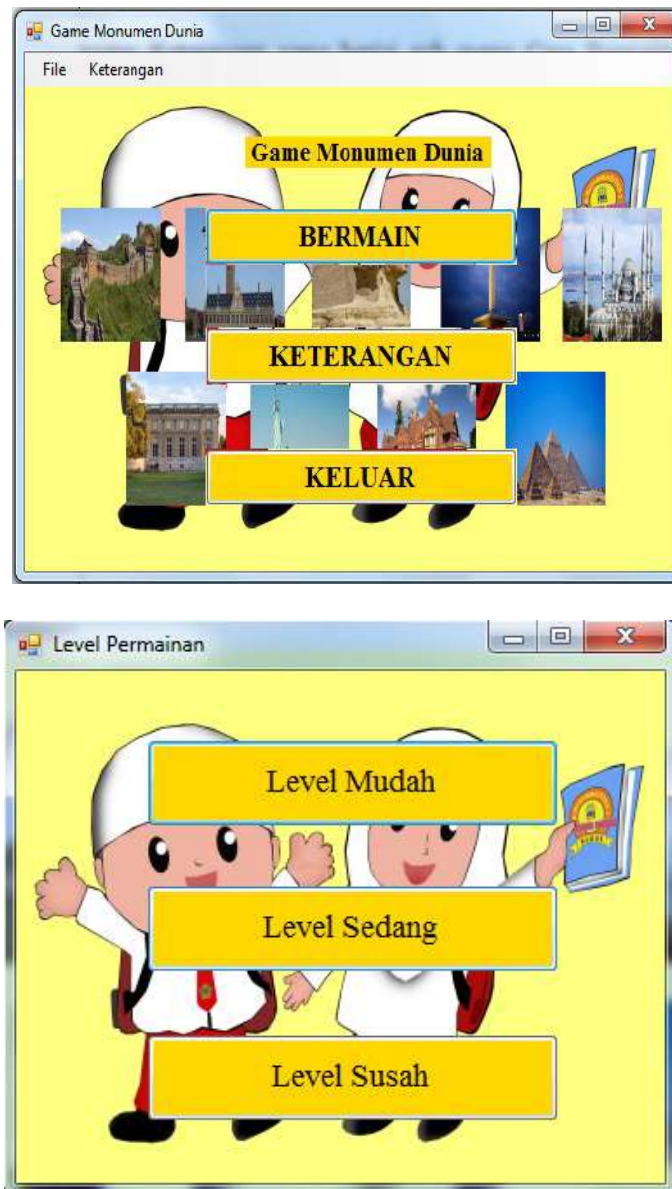 Game Monumen Dunia
File Keterangan
Game Monumen Dunia
BERMAIN
KETERANGAN
KELUAR
Level Permainan
Level Mudah
Level Sedang
Level Susah